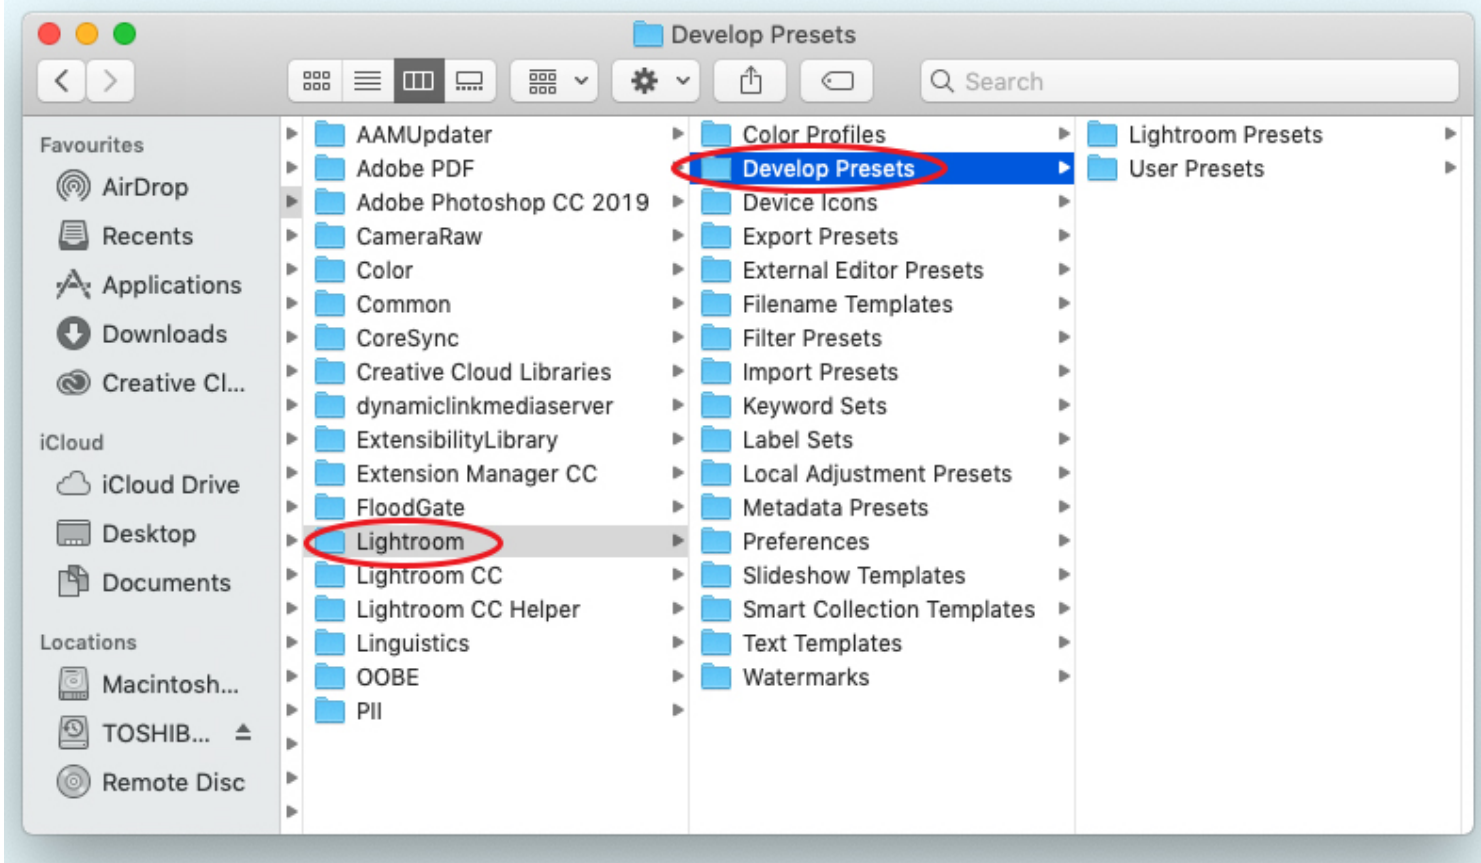 Develop Presets
Search
Favourites
AirDrop
Recents
Applications
Downloads
Creative Cl...
iCloud
iCloud Drive
Desktop
Documents
Locations
Macintosh...
TOSHIB...
Remote Disc
AAMUpdater
Adobe PDF
Adobe Photoshop CC 2019
CameraRaw
Color
Common
CoreSync
Creative Cloud Libraries
dynamiclinkmediaserver
ExtensibilityLibrary
Extension Manager CC
FloodGate
Lightroom
Lightroom CC
Lightroom CC Helper
Linguistics
OOBE
PII
Color Profiles
Develop Presets
Device Icons
Export Presets
External Editor Presets
Filename Templates
Filter Presets
Import Presets
Keyword Sets
Label Sets
Local Adjustment Presets
Metadata Presets
Preferences
Slideshow Templates
Smart Collection Templates
Text Templates
Watermarks
Lightroom Presets
User Presets